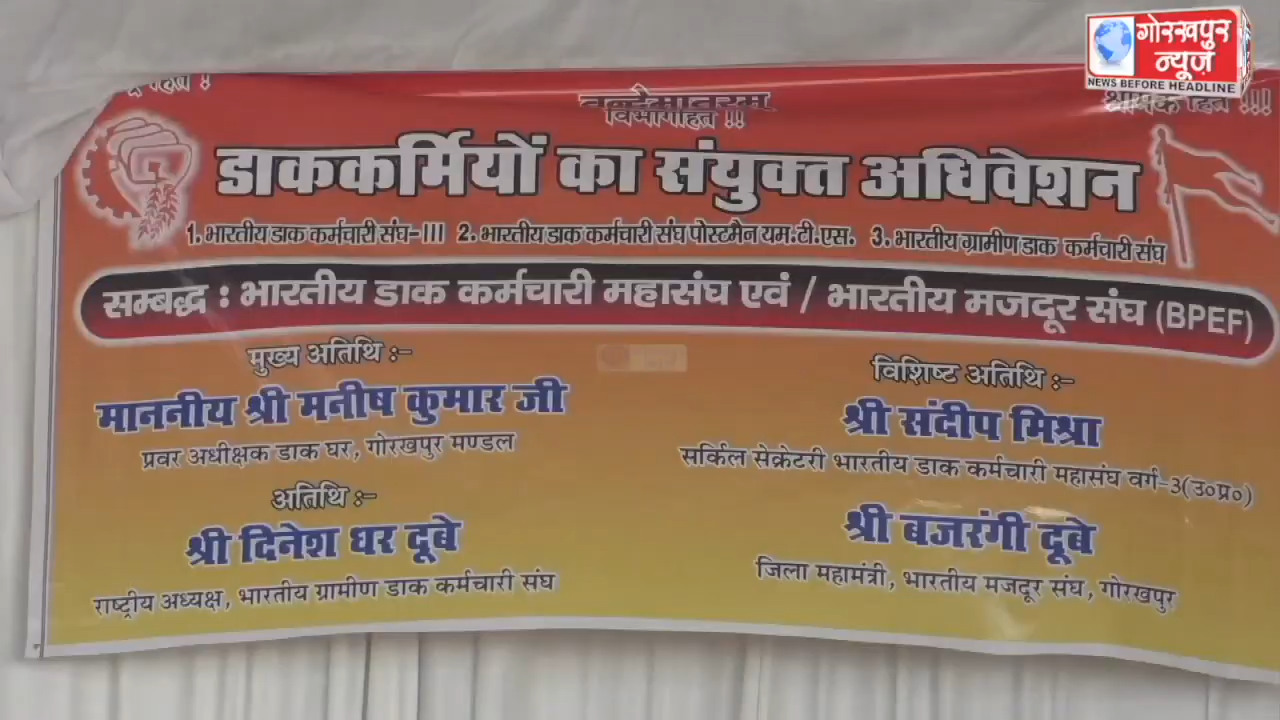 गोरखपुर
न्यूज़
NEWS BEFORE HEADLINE
वन्देमातरम्
विभागहित !!
श्रमिक हित !!!
डाककर्मियों का संयुक्त अधिवेशन
1. भारतीय डाक कर्मचारी संघ-III 2. भारतीय डाक कर्मचारी संघ पोस्टमैन यम.टी.एस. 3. भारतीय ग्रामीण डाक कर्मचारी संघ
सम्बद्ध : भारतीय डाक कर्मचारी महासंघ एवं / भारतीय मजदूर संघ (BPEF)
मुख्य अतिथि :-
माननीय श्री मनीष कुमार जी
प्रवर अधीक्षक डाक घर, गोरखपुर मण्डल
अतिथि :-
श्री दिनेश धर दूबे
राष्ट्रीय अध्यक्ष, भारतीय ग्रामीण डाक कर्मचारी संघ
विशिष्ट अतिथि :-
श्री संदीप मिश्रा
सर्किल सेक्रेटरी भारतीय डाक कर्मचारी महासंघ वर्ग-3(उ०प्र०)
श्री बजरंगी दूबे
जिला महामंत्री, भारतीय मजदूर संघ, गोरखपुर